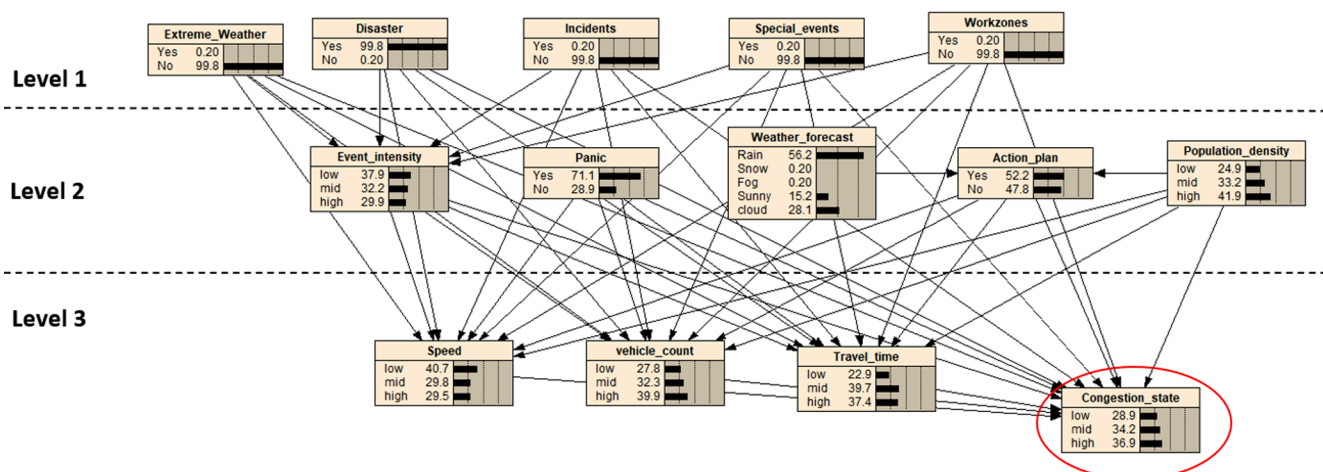 Level 1
Extreme_Weather
Yes 0.20
No 99.8
Disaster
Yes 99.8
No 0.20
Incidents
Yes 0.20
No 99.8
Special_events
Yes 0.20
No 99.8
Workzones
Yes 0.20
No 99.8
Level 2
Event_intensity
low 37.9
mid 32.2
high 29.9
Panic
Yes 71.1
No 28.9
Weather_forecast
Rain 56.2
Snow 0.20
Fog 0.20
Sunny 15.2
cloud 28.1
Action_plan
Yes 52.2
No 47.8
Population_density
low 24.9
mid 33.2
high 41.9
Level 3
Speed
low 40.7
mid 29.8
high 29.5
vehicle_count
low 27.8
mid 32.3
high 39.9
Travel_time
low 22.9
mid 39.7
high 37.4
Congestion_state
low 28.9
mid 34.2
high 36.9